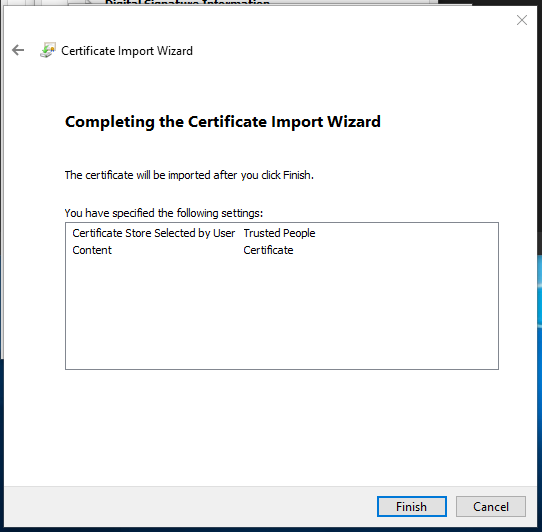 Digital Signature Information
Certificate Import Wizard
Completing the Certificate Import Wizard
The certificate will be imported after you click Finish.
You have specified the following settings:
Certificate Store Selected by User Trusted People
Content Certificate
Finish Cancel